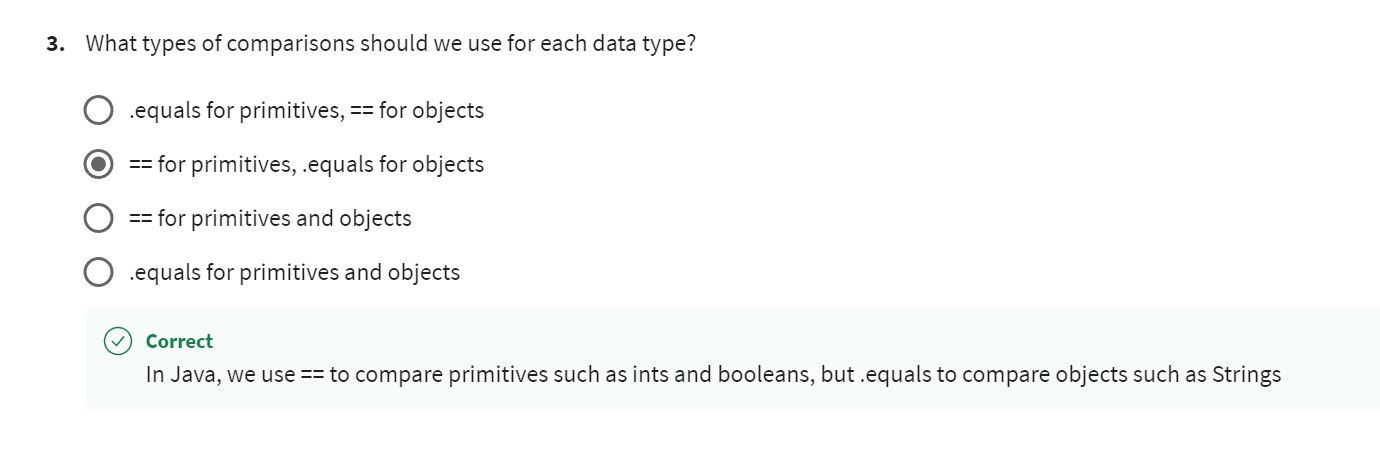 3. What types of comparisons should we use for each data type?
.equals for primitives, == for objects
== for primitives, .equals for objects
== for primitives and objects
.equals for primitives and objects
Correct
In Java, we use == to compare primitives such as ints and booleans, but .equals to compare objects such as Strings